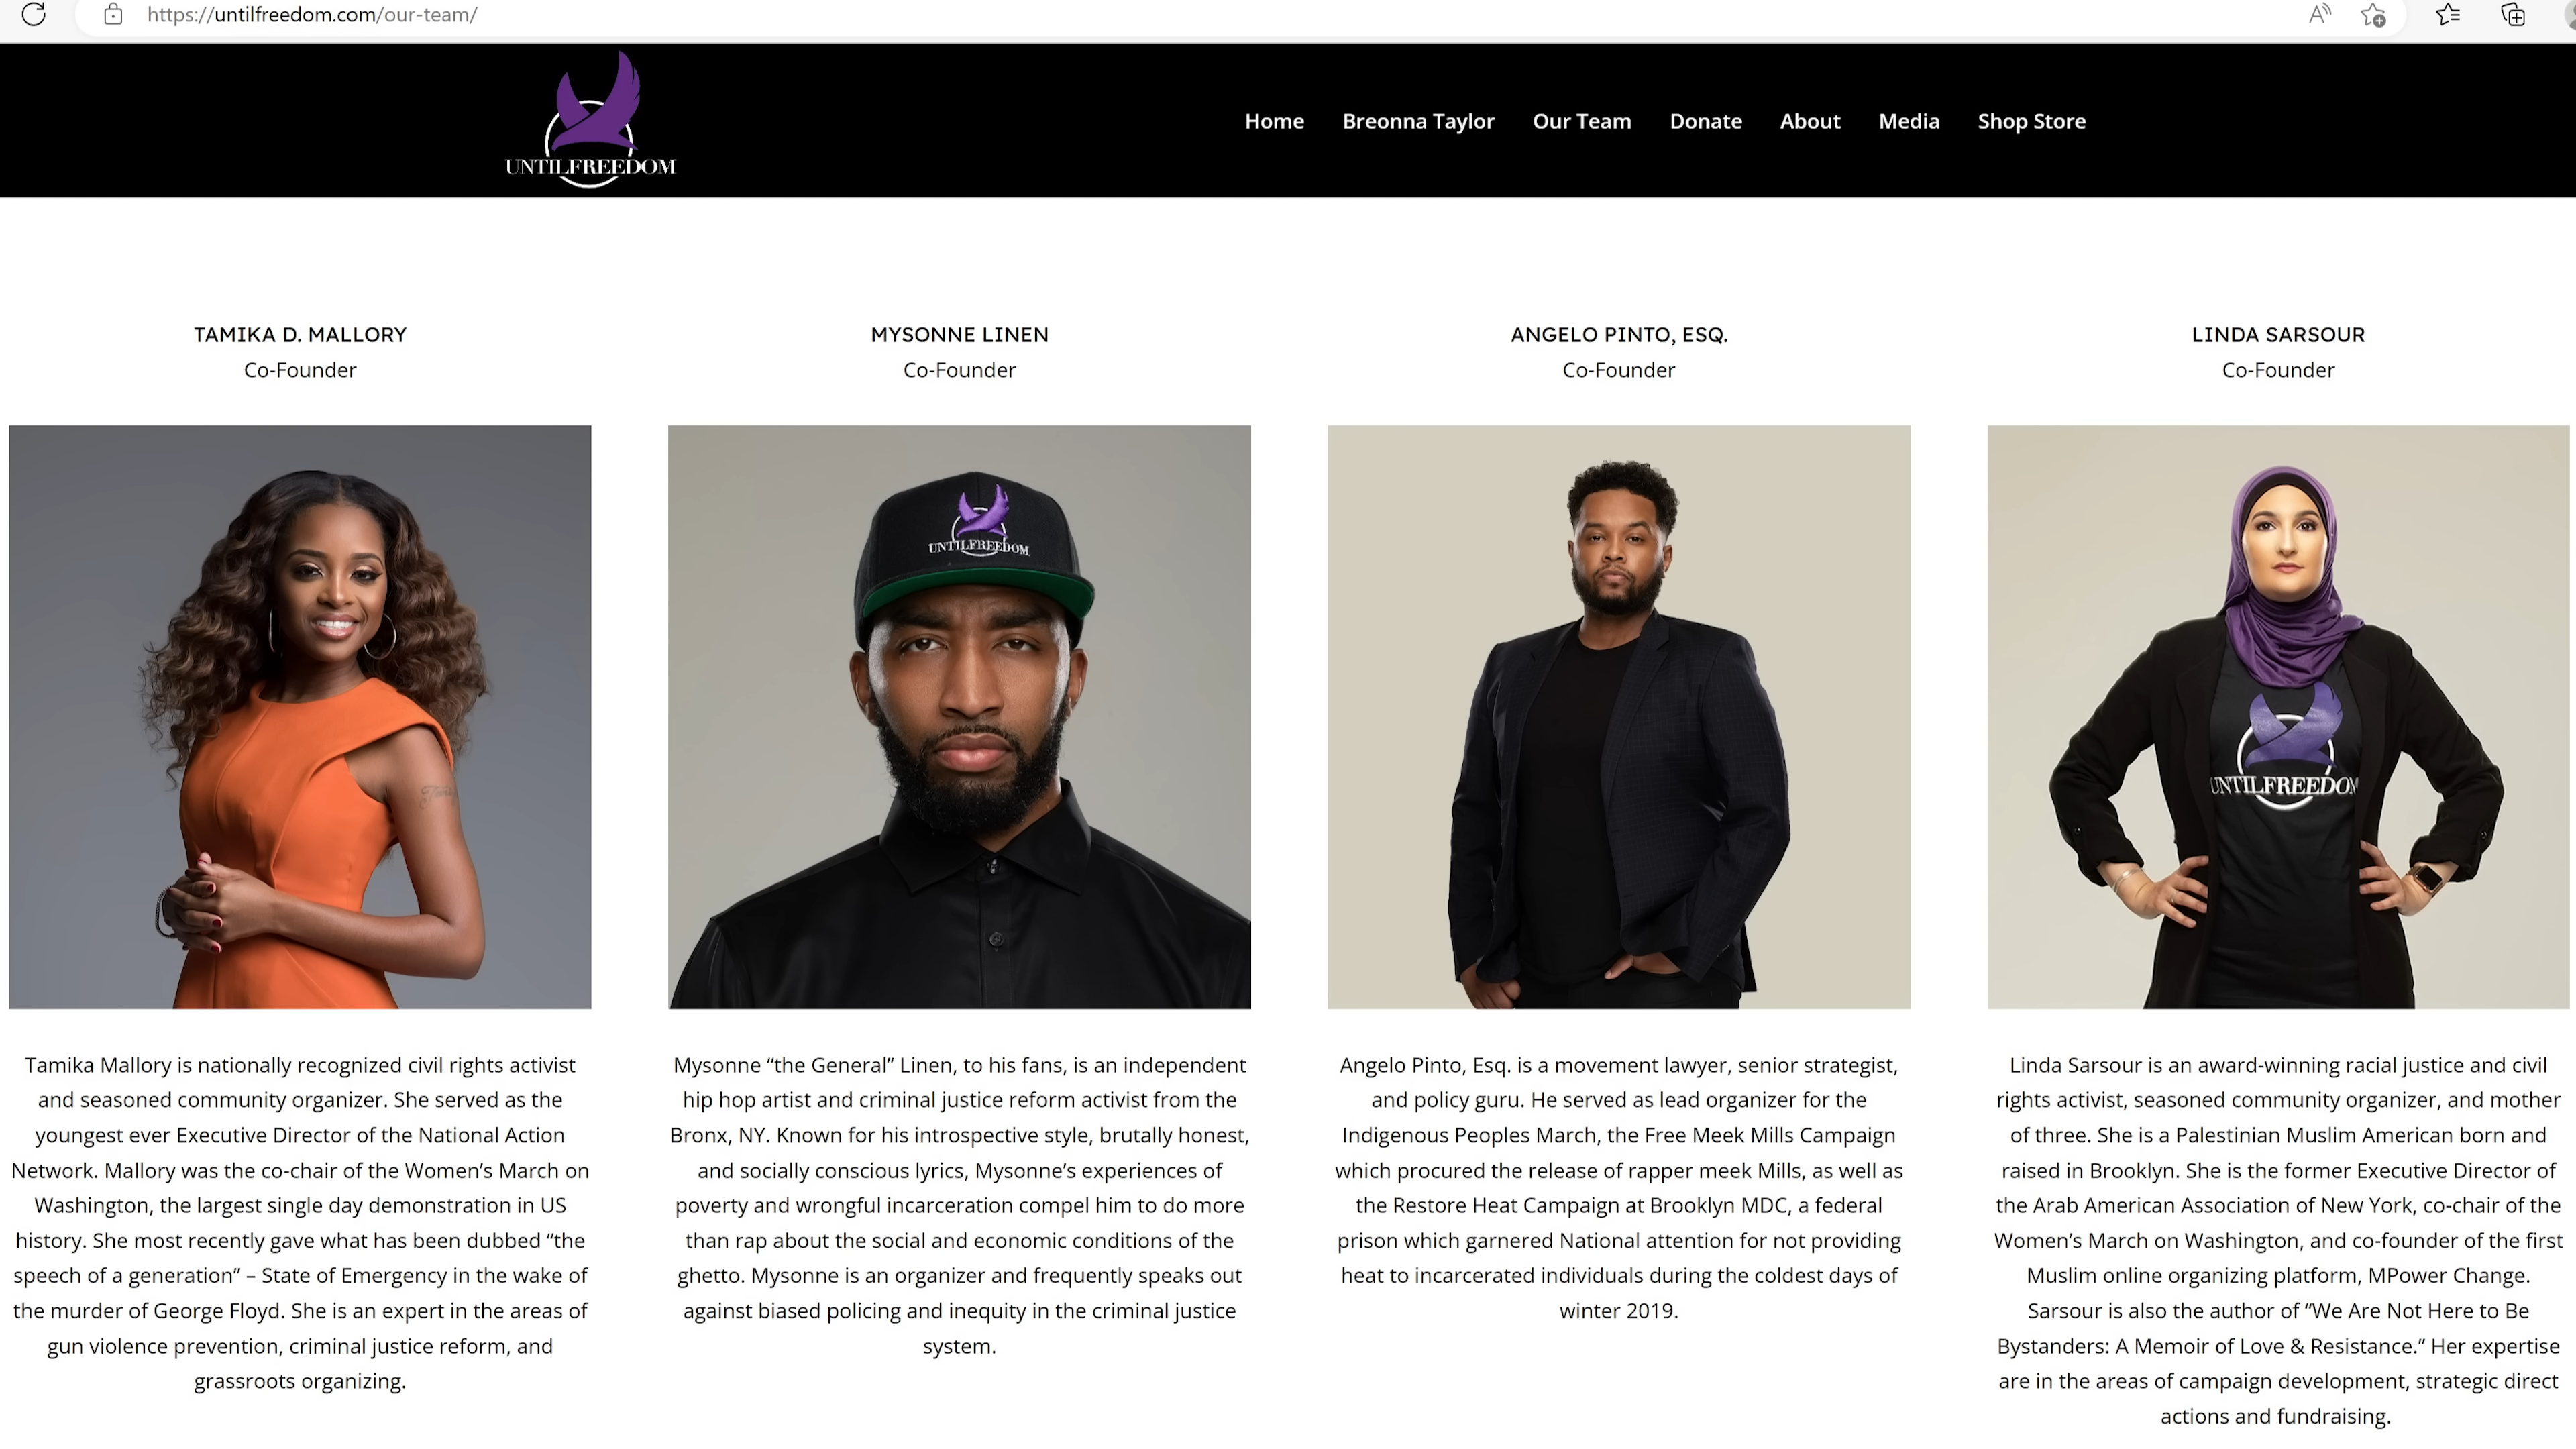 https://untilfreedom.com/our-team/
UNTILFREEDOM
Home Breonna Taylor Our Team Donate About Media Shop Store
TAMIKA D. MALLORY
Co-Founder
UNTILFREEDOM
Tamika Mallory is nationally recognized civil rights activist
and seasoned community organizer. She served as the
youngest ever Executive Director of the National Action
Network. Mallory was the co-chair of the Women’s March on
Washington, the largest single day demonstration in US
history. She most recently gave what has been dubbed “the
speech of a generation” – State of Emergency in the wake of
the murder of George Floyd. She is an expert in the areas of
gun violence prevention, criminal justice reform, and
grassroots organizing.
MYSONNE LINEN
Co-Founder
Mysonne “the General” Linen, to his fans, is an independent
hip hop artist and criminal justice reform activist from the
Bronx, NY. Known for his introspective style, brutally honest,
and socially conscious lyrics, Mysonne’s experiences of
poverty and wrongful incarceration compel him to do more
than rap about the social and economic conditions of the
ghetto. Mysonne is an organizer and frequently speaks out
against biased policing and inequity in the criminal justice
system.
ANGELO PINTO, ESQ.
Co-Founder
Angelo Pinto, Esq. is a movement lawyer, senior strategist,
and policy guru. He served as lead organizer for the
Indigenous Peoples March, the Free Meek Mills Campaign
which procured the release of rapper meek Mills, as well as
the Restore Heat Campaign at Brooklyn MDC, a federal
prison which garnered National attention for not providing
heat to incarcerated individuals during the coldest days of
winter 2019.
LINDA SARSOUR
Co-Founder
UNTILFREEDOM
Linda Sarsour is an award-winning racial justice and civil
rights activist, seasoned community organizer, and mother
of three. She is a Palestinian Muslim American born and
raised in Brooklyn. She is the former Executive Director of
the Arab American Association of New York, co-chair of the
Women’s March on Washington, and co-founder of the first
Muslim online organizing platform, MPower Change.
Sarsour is also the author of “We Are Not Here to Be
Bystanders: A Memoir of Love & Resistance.” Her expertise
are in the areas of campaign development, strategic direct
actions and fundraising.